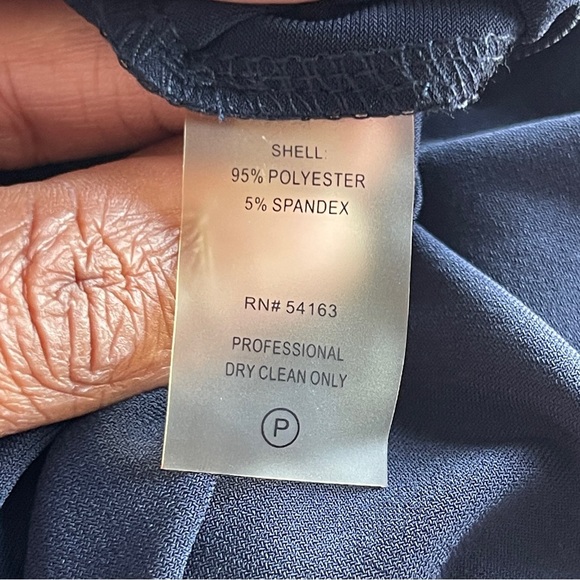 SHELL:
95% POLYESTER
5% SPANDEX
RN# 54163
PROFESSIONAL
DRY CLEAN ONLY
P